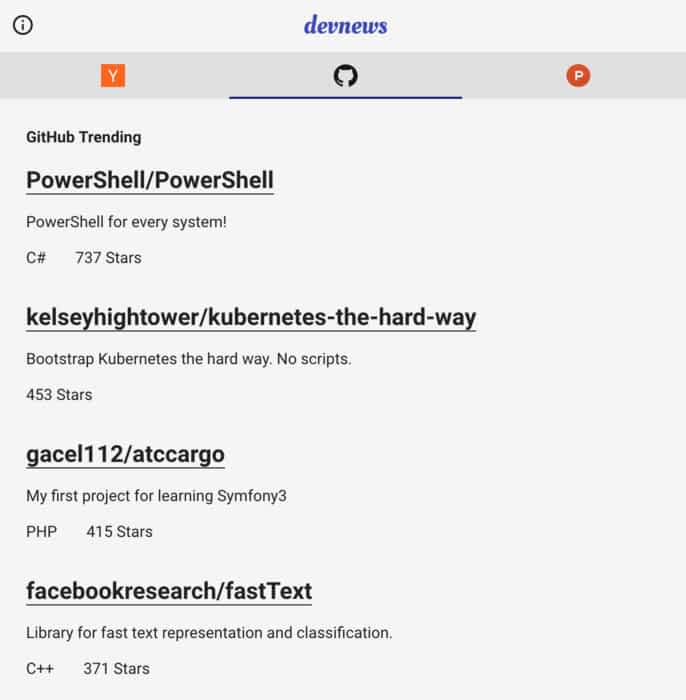 devnews
Y
P
GitHub Trending
PowerShell/PowerShell
PowerShell for every system!
C# 737 Stars
kelseyhightower/kubernetes-the-hard-way
Bootstrap Kubernetes the hard way. No scripts.
453 Stars
gacel112/atccargo
My first project for learning Symfony3
PHP 415 Stars
facebookresearch/fastText
Library for fast text representation and classification.
C++ 371 Stars